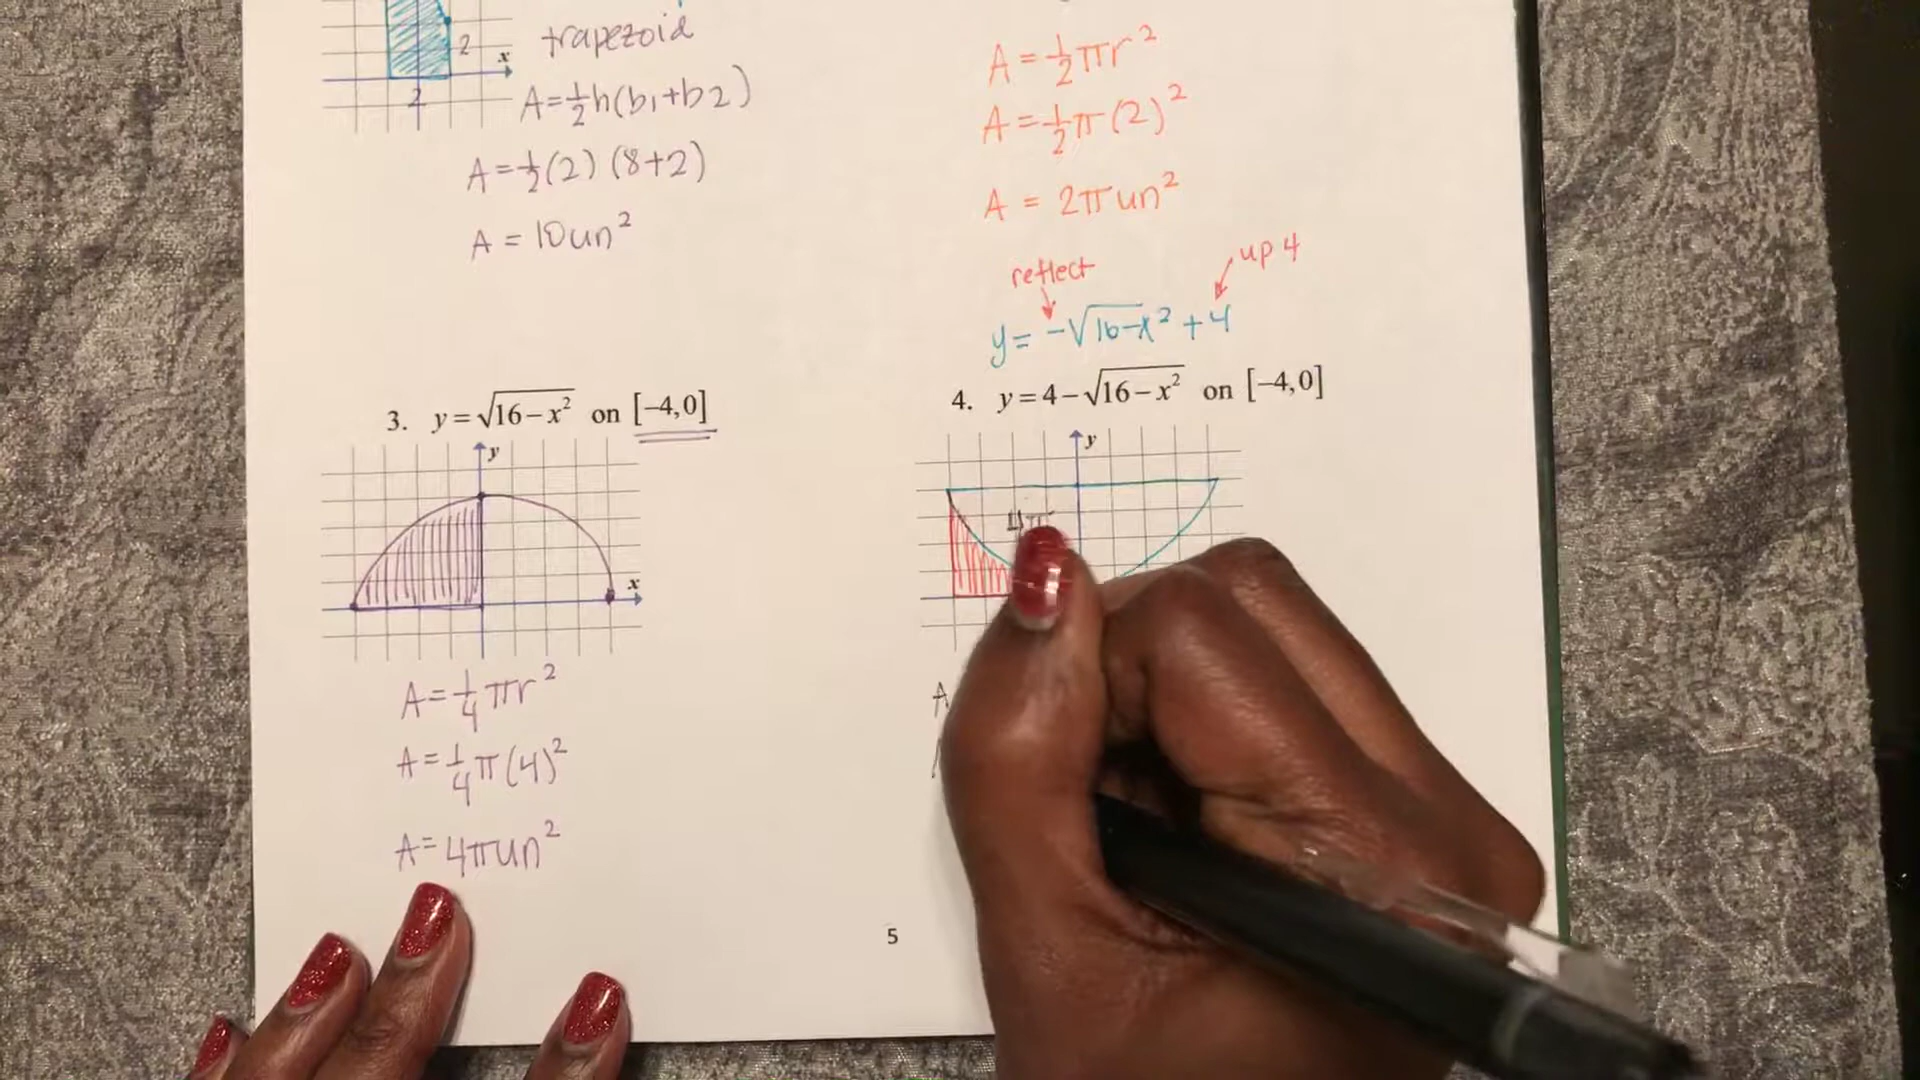 2
x
2
trapezoid
A=½h(b₁+b2)
A=½(2) (8+2)
A = 10un²
A=½πr²
A=½π(2)²
A = 2πun²
reflect
up 4
y= -√16-x² +4
3. y=√16−x² on [−4,0]
y
x
A=¼πr²
A=¼π(4)²
A=4πun²
4. y=4−√16−x² on [−4,0]
y
4π
A
5